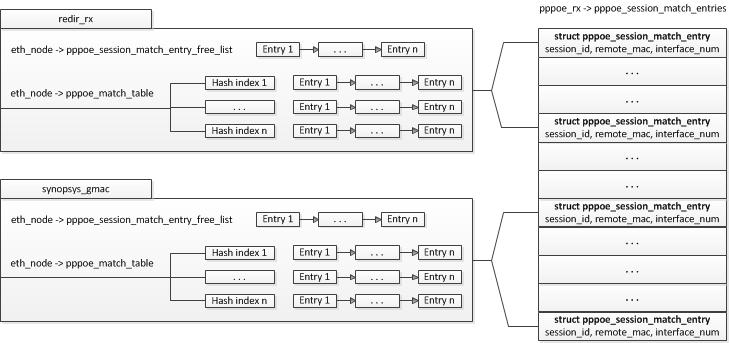 redir_rx
eth_node -> pppoe_session_match_entry_free_list
Entry 1
. . .
Entry n
eth_node -> pppoe_match_table
Hash index 1
Entry 1
. . .
Entry n
. . .
Entry 1
. . .
Entry n
Hash index n
Entry 1
. . .
Entry n
synopsys_gmac
eth_node -> pppoe_session_match_entry_free_list
Entry 1
. . .
Entry n
eth_node -> pppoe_match_table
Hash index 1
Entry 1
. . .
Entry n
. . .
Entry 1
. . .
Entry n
Hash index n
Entry 1
. . .
Entry n
pppoe_rx -> pppoe_session_match_entries
struct pppoe_session_match_entry
session_id, remote_mac, interface_num
. . .
. . .
struct pppoe_session_match_entry
session_id, remote_mac, interface_num
. . .
. . .
struct pppoe_session_match_entry
session_id, remote_mac, interface_num
. . .
. . .
. . .
struct pppoe_session_match_entry
session_id, remote_mac, interface_num